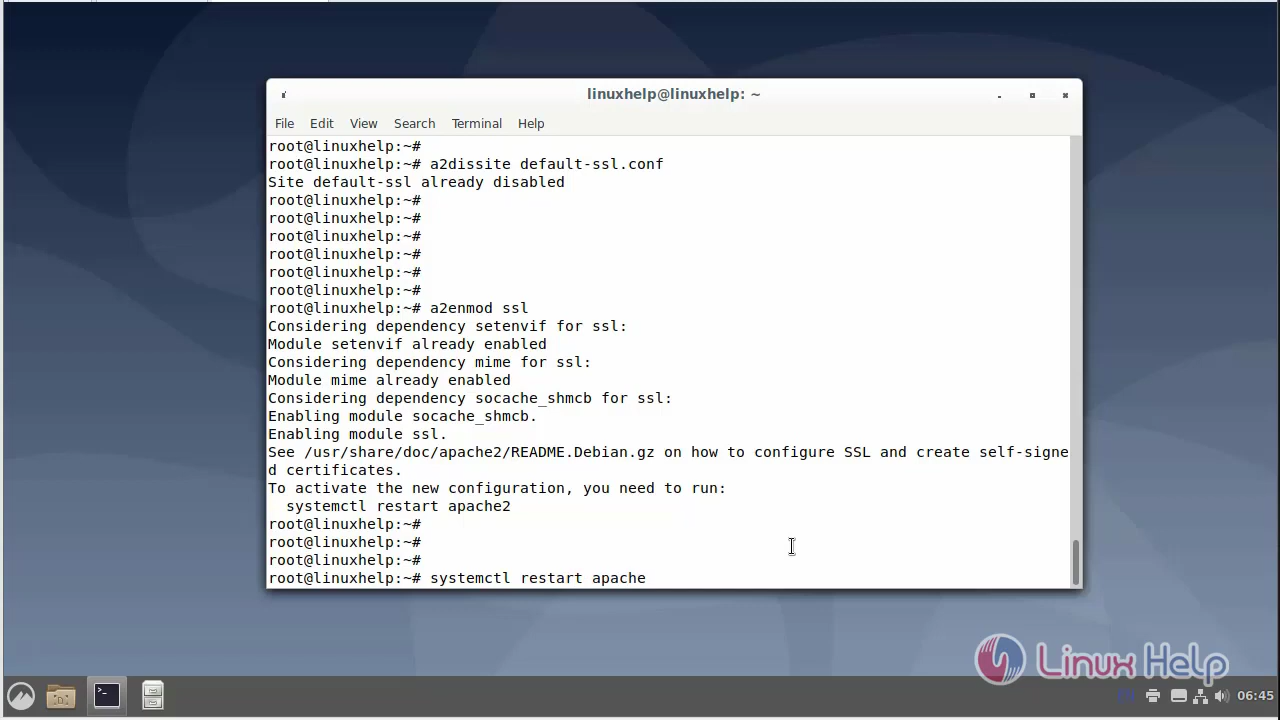 linuxhelp@linuxhelp: ~
File Edit View Search Terminal Help
root@linuxhelp:~#
root@linuxhelp:~# a2dissite default-ssl.conf
Site default-ssl already disabled
root@linuxhelp:~#
root@linuxhelp:~#
root@linuxhelp:~#
root@linuxhelp:~#
root@linuxhelp:~#
root@linuxhelp:~#
root@linuxhelp:~# a2enmod ssl
Considering dependency setenvif for ssl:
Module setenvif already enabled
Considering dependency mime for ssl:
Module mime already enabled
Considering dependency socache_shmcb for ssl:
Enabling module socache_shmcb.
Enabling module ssl.
See /usr/share/doc/apache2/README.Debian.gz on how to configure SSL and create self-signe
d certificates.
To activate the new configuration, you need to run:
  systemctl restart apache2
root@linuxhelp:~#
root@linuxhelp:~#
root@linuxhelp:~#
root@linuxhelp:~# systemctl restart apache
Linux Help
06:45